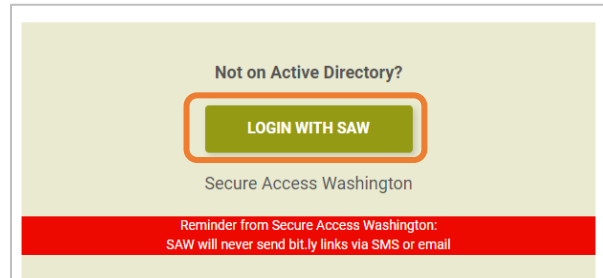 Not on Active Directory?
LOGIN WITH SAW
Secure Access Washington
Reminder from Secure Access Washington:
SAW will never send bit.ly links via SMS or email